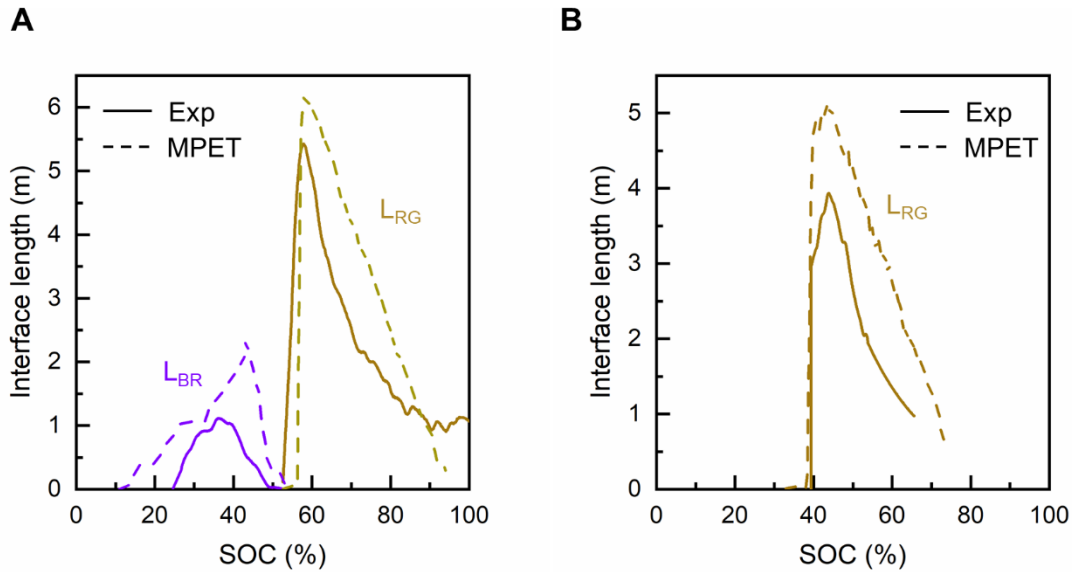 A
B
Exp
MPET
L_RG
L_BR
Interface length (m)
0
1
2
3
4
5
6
0
20
40
60
80
100
SOC (%)
Exp
MPET
L_RG
Interface length (m)
0
1
2
3
4
5
0
20
40
60
80
100
SOC (%)